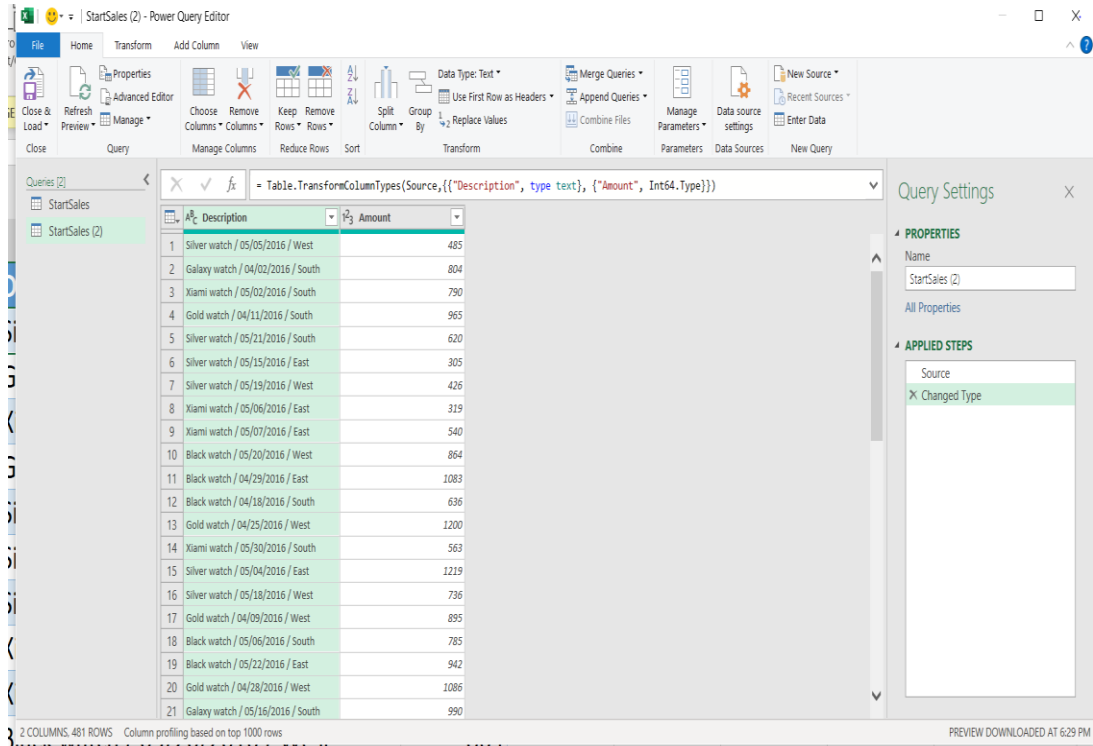 StartSales (2) - Power Query Editor
File Home Transform Add Column View
Close & Load
Refresh Preview
Properties
Advanced Editor
Manage
Choose Columns
Remove Columns
Keep Rows
Remove Rows
Split Column
Group By
Data Type: Text
Use First Row as Headers
Replace Values
Merge Queries
Append Queries
Combine Files
Manage Parameters
Data source settings
New Source
Recent Sources
Enter Data
Close Query Manage Columns Reduce Rows Sort Transform Combine Parameters Data Sources New Query
Queries [2]
StartSales
StartSales (2)
= Table.TransformColumnTypes(Source,{{"Description", type text}, {"Amount", Int64.Type}})
Description Amount
1 Silver watch / 05/05/2016 / West 485
2 Galaxy watch / 04/02/2016 / South 804
3 Xiami watch / 05/02/2016 / South 790
4 Gold watch / 04/11/2016 / South 965
5 Silver watch / 05/21/2016 / South 620
6 Silver watch / 05/15/2016 / East 305
7 Silver watch / 05/19/2016 / West 426
8 Xiami watch / 05/06/2016 / East 319
9 Xiami watch / 05/07/2016 / East 540
10 Black watch / 05/20/2016 / West 864
11 Black watch / 04/29/2016 / East 1083
12 Black watch / 04/18/2016 / South 636
13 Gold watch / 04/25/2016 / West 1200
14 Xiami watch / 05/30/2016 / South 563
15 Silver watch / 05/04/2016 / East 1219
16 Silver watch / 05/18/2016 / West 736
17 Gold watch / 04/09/2016 / West 895
18 Black watch / 05/06/2016 / South 785
19 Black watch / 05/22/2016 / East 942
20 Gold watch / 04/28/2016 / West 1086
21 Galaxy watch / 05/16/2016 / South 990
Query Settings
PROPERTIES
Name
StartSales (2)
All Properties
APPLIED STEPS
Source
Changed Type
2 COLUMNS, 481 ROWS Column profiling based on top 1000 rows
PREVIEW DOWNLOADED AT 6:29 PM